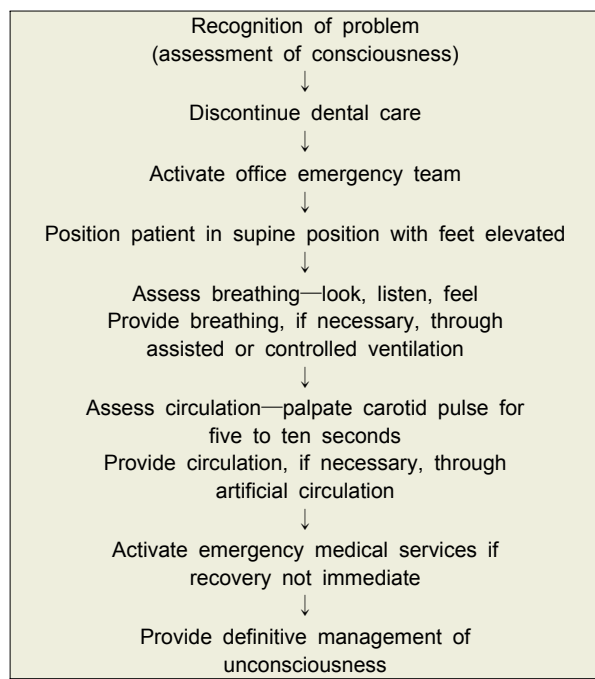 Recognition of problem
(assessment of consciousness)
↓
Discontinue dental care
↓
Activate office emergency team
↓
Position patient in supine position with feet elevated
↓
Assess breathing—look, listen, feel
Provide breathing, if necessary, through
assisted or controlled ventilation
↓
Assess circulation—palpate carotid pulse for
five to ten seconds
Provide circulation, if necessary, through
artificial circulation
↓
Activate emergency medical services if
recovery not immediate
↓
Provide definitive management of
unconsciousness